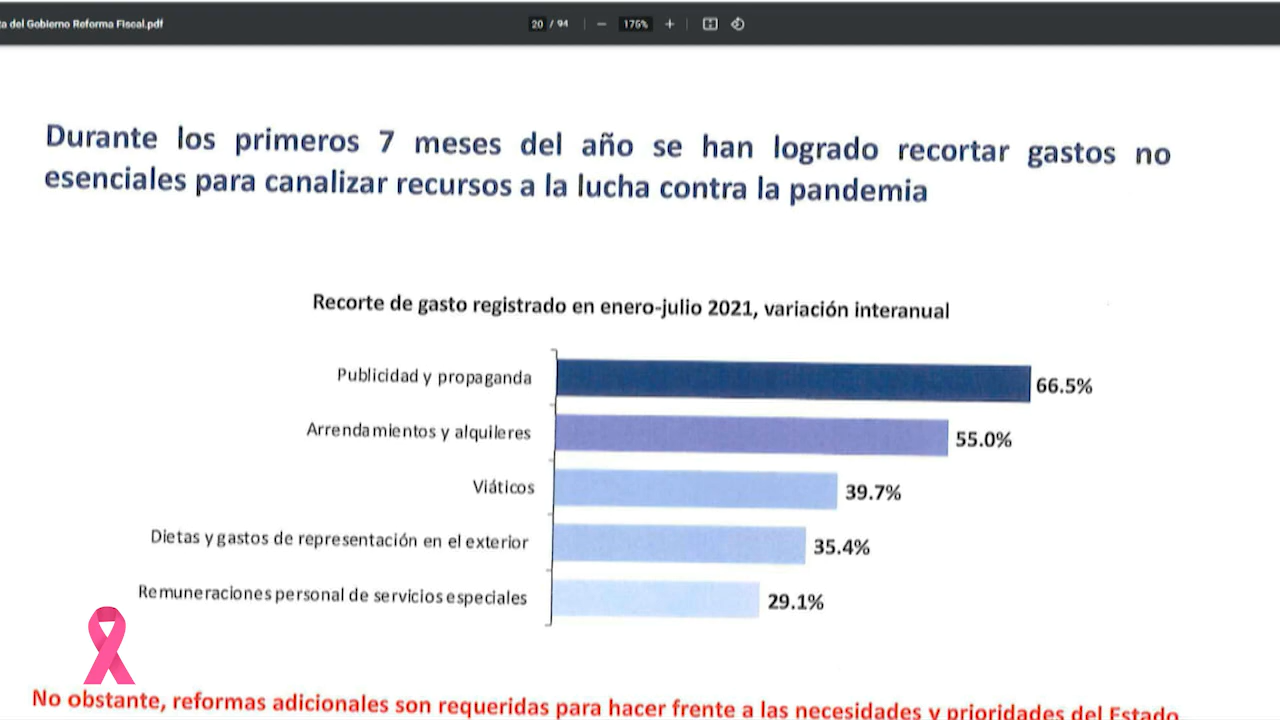 ta del Gobierno Reforma Fiscal.pdf
20 / 94
175%
Durante los primeros 7 meses del año se han logrado recortar gastos no
esenciales para canalizar recursos a la lucha contra la pandemia
Recorte de gasto registrado en enero-julio 2021, variación interanual
Publicidad y propaganda 66.5%
Arrendamientos y alquileres 55.0%
Viáticos 39.7%
Dietas y gastos de representación en el exterior 35.4%
Remuneraciones personal de servicios especiales 29.1%
No obstante, reformas adicionales son requeridas para hacer frente a las necesidades y prioridades del Estado